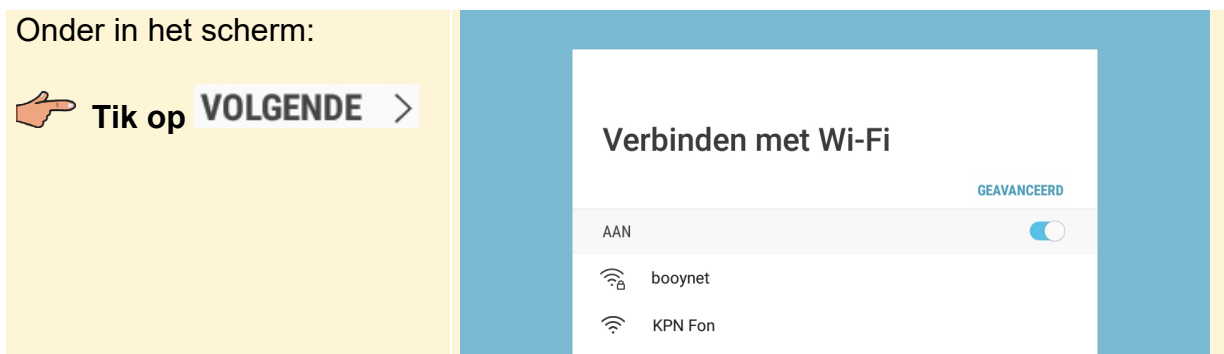 Onder in het scherm:
Tik op VOLGENDE >
Verbinden met Wi-Fi
GEAVANCEERD
AAN
booynet
KPN Fon